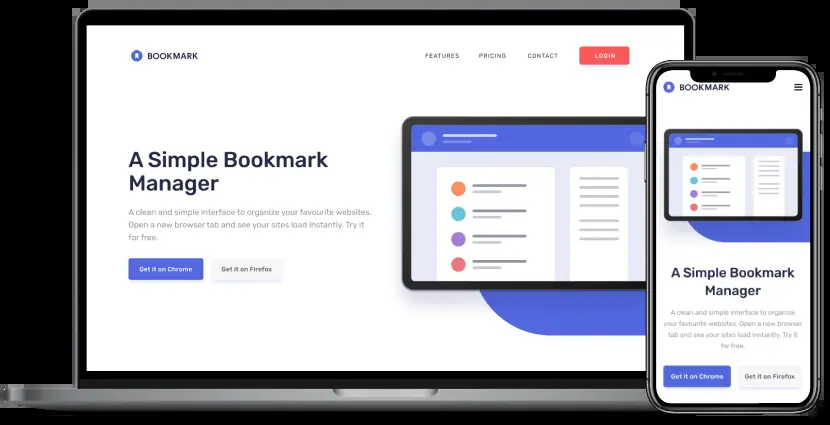 BOOKMARK
FEATURES PRICING CONTACT LOGIN
A Simple Bookmark
Manager
A clean and simple interface to organize your favourite websites.
Open a new browser tab and see your sites load instantly. Try it
for free.
Get it on Chrome Get it on Firefox
BOOKMARK
A Simple Bookmark
Manager
A clean and simple interface to organize
your favourite websites. Open a new browser
tab and see your sites load instantly. Try it
for free.
Get it on Chrome Get it on Firefox